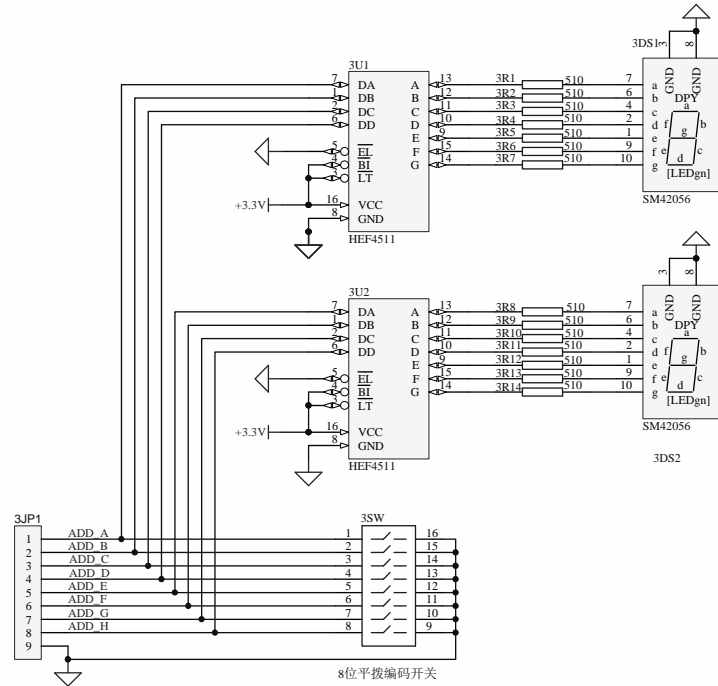 3DS1
3
8
GND
GND
3U1
7 DA A 13 3R1 510 7 a DPY
1 DB B 12 3R2 510 6 b a
2 DC C 11 3R3 510 4 c
6 DD D 10 3R4 510 2 d f b
E 9 3R5 510 1 e g
5 EL F 15 3R6 510 9 f e c
4 BI G 14 3R7 510 10 g d
3 LT [LEDgn]
+3.3V 16 VCC SM42056
8 GND
HEF4511
3
8
GND
GND
3U2
7 DA A 13 3R8 510 7 a DPY
1 DB B 12 3R9 510 6 b a
2 DC C 11 3R10 510 4 c
6 DD D 10 3R11 510 2 d f b
E 9 3R12 510 1 e g
5 EL F 15 3R13 510 9 f e c
4 BI G 14 3R14 510 10 g d
3 LT [LEDgn]
+3.3V 16 VCC SM42056
8 GND
HEF4511
3DS2
3JP1 3SW
1 ADD_A 1 16
2 ADD_B 2 15
3 ADD_C 3 14
4 ADD_D 4 13
5 ADD_E 5 12
6 ADD_F 6 11
7 ADD_G 7 10
8 ADD_H 8 9
9
8位平拨编码开关